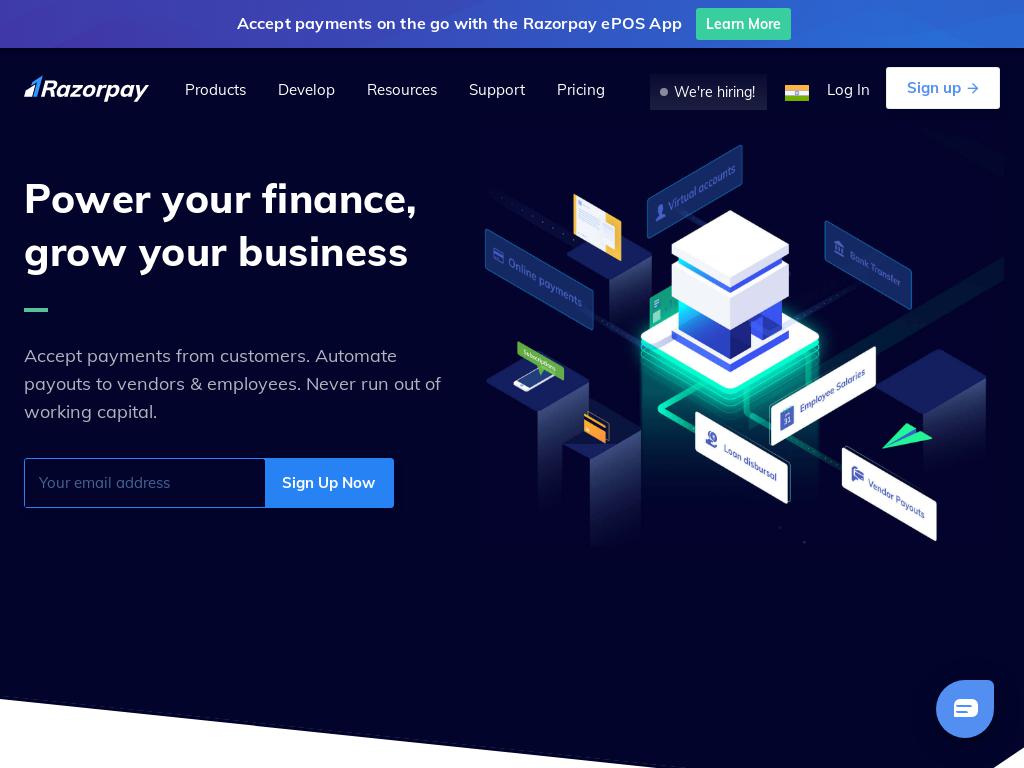 Accept payments on the go with the Razorpay ePOS App
Learn More
Razorpay
Products
Develop
Resources
Support
Pricing
We're hiring!
Log In
Sign up →
Power your finance,
grow your business
Accept payments from customers. Automate
payouts to vendors & employees. Never run out of
working capital.
Your email address
Sign Up Now
Virtual accounts
Online payments
Bank Transfer
Subscriptions
Employee Salaries
31
Loan disbursal
Vendor Payouts